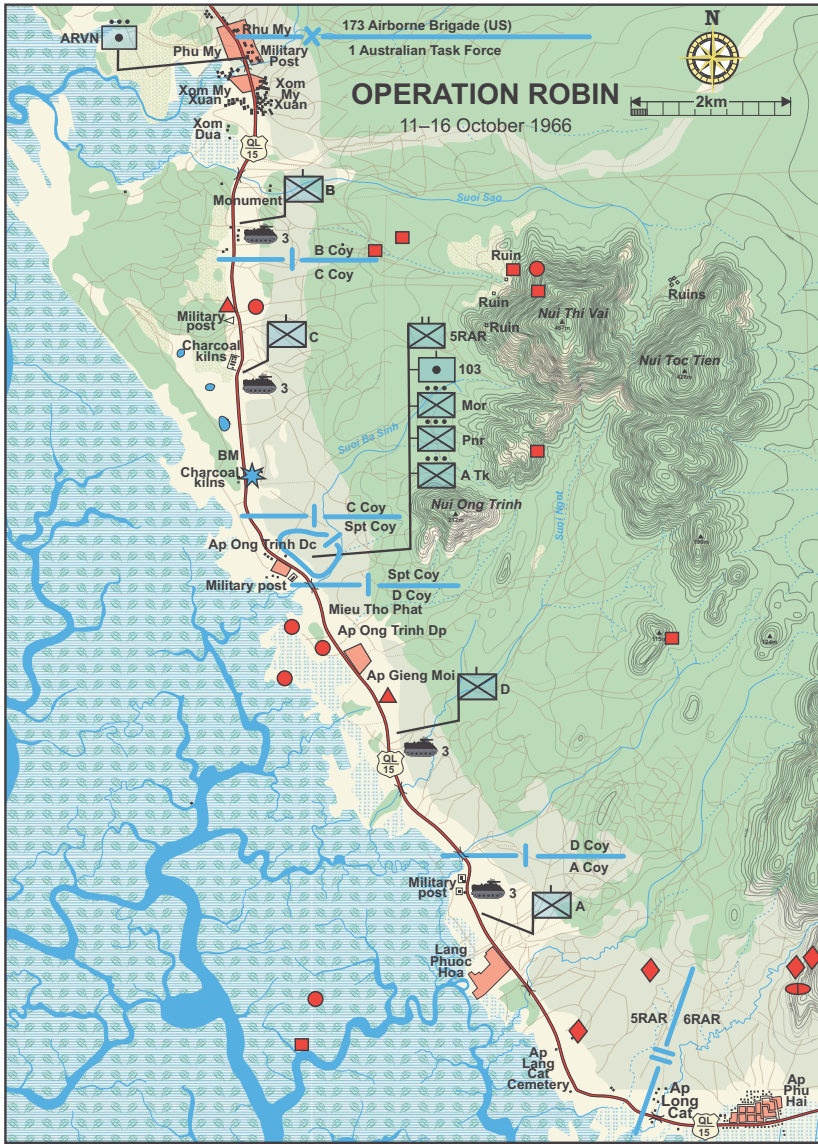 ARVN
Rhu My
173 Airborne Brigade (US)
N
Phu My
Military
Post
1 Australian Task Force
Xom My
Xuan
Xom
My
Xuan
OPERATION ROBIN
2km
11–16 October 1966
Xom
Dua
QL
15
Monument
B
Suoi Sao
3
B Coy
C Coy
Ruin
Ruin
Ruins
Military
post
Nui Thi Vai
Ruin
467m
C
5RAR
Charcoal
kilns
Nui Toc Tien
428m
103
3
Mor
Suoi Ba Sinh
Pnr
BM
Charcoal
kilns
A Tk
Nui Ong Trinh
212m
Suoi Ngot
C Coy
Spt Coy
Ap Ong Trinh Dc
Military post
Spt Coy
D Coy
Mieu Tho Phat
Ap Ong Trinh Dp
124m
Ap Gieng Moi
D
3
QL
15
D Coy
A Coy
Military
post
3
A
Lang
Phuoc
Hoa
5RAR
6RAR
Ap
Lang
Cat
Cemetery
Ap
Long
Cat
Ap
Phu
Hai
QL
15